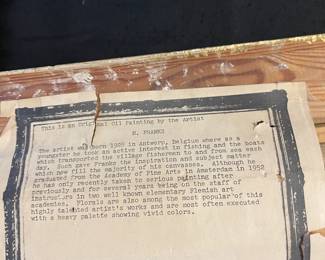 This is an Original Oil Painting by the Artist
H. FRANKS
The artist was born 1928 in Antwerp, Belgium where as a
youngster he took an active interest in fishing and the boats
which transported the village fishermen to and from sea each
day. Such gave Franks the inspiration and subject matter
which now fill the majority of his canvasses. Although he
graduated from the Academy of Fine Arts in Amsterdam in 1952
he has only recently taken to serious painting after
previously and for several years being on the staff of
instructors in two well known elementary Flemish art
academies. Florals are also among the most popular of this
highly talented artist's works and are most often executed
with a heavy palette showing vivid colors.